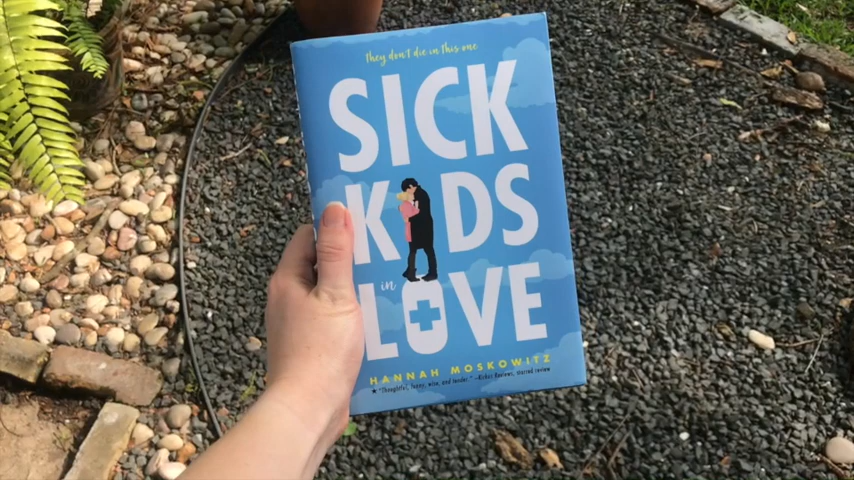 they don't die in this one
SICK
KIDS
in
LOVE
HANNAH MOSKOWITZ
★ "Thoughtful, funny, wise, and tender." —Kirkus Reviews, starred review